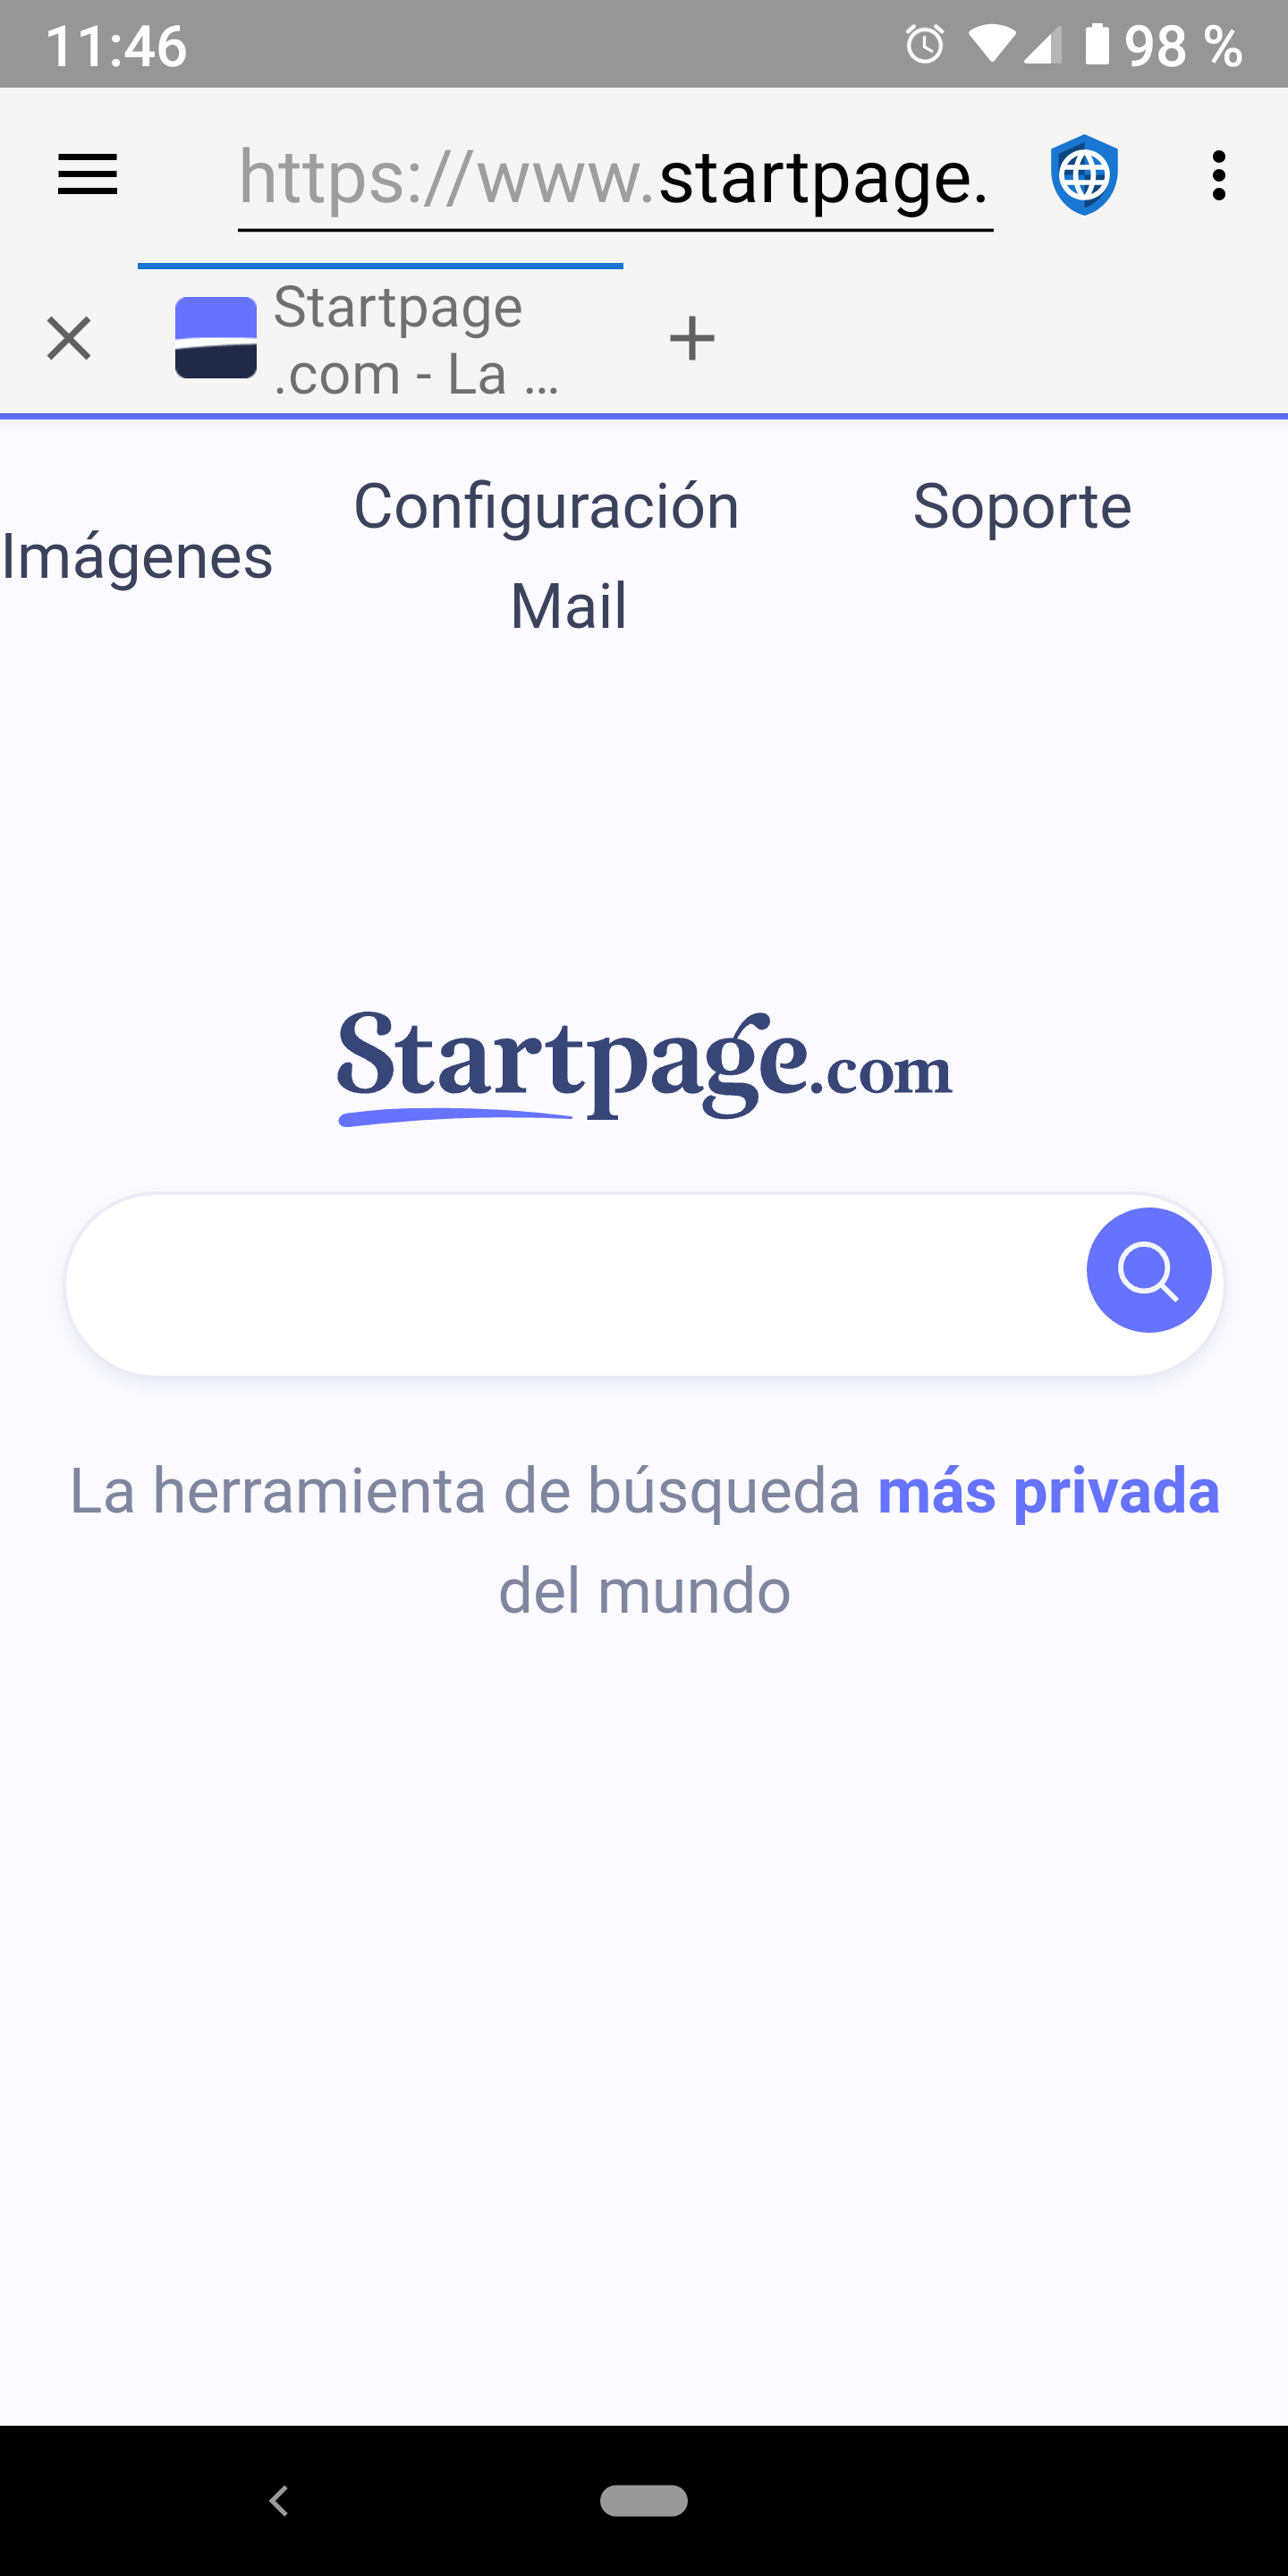 11:46
98 %
https://www.startpage.
Startpage
.com - La ...
Imágenes
Configuración
Soporte
Mail
Startpage.com
La herramienta de búsqueda más privada
del mundo